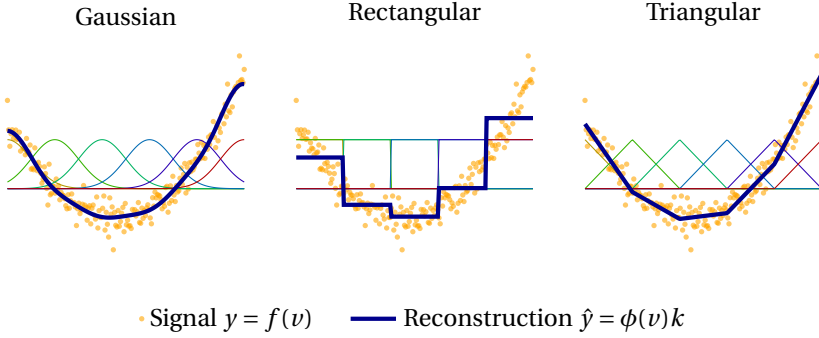 Gaussian Rectangular Triangular
Signal y = f(v) Reconstruction ŷ = ϕ(v)k